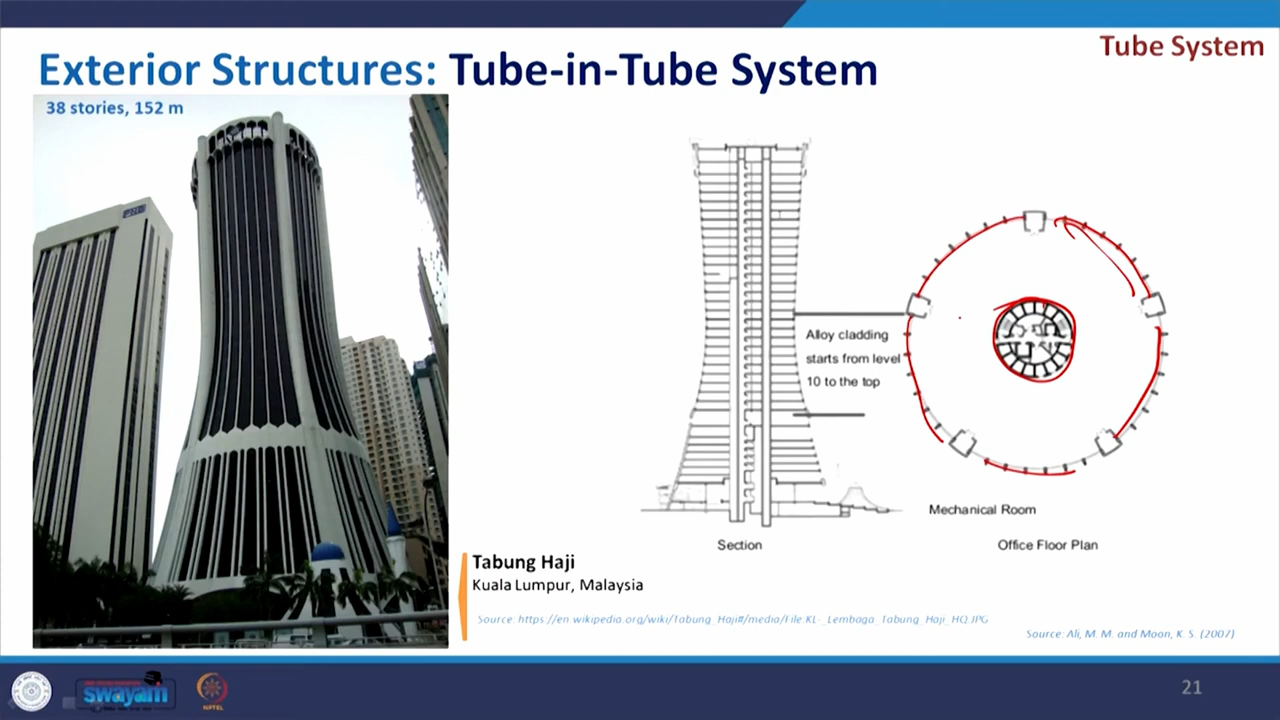 Tube System
Exterior Structures: Tube-in-Tube System
38 stories, 152 m
PNB
Alloy cladding
starts from level
10 to the top
Mechanical Room
Section
Office Floor Plan
Tabung Haji
Kuala Lumpur, Malaysia
Source: https://en.wikipedia.org/wiki/Tabung_Haji#/media/File:KL-_Lembaga_Tabung_Haji_HQ.JPG
Source: Ali, M. M. and Moon, K. S. (2007)
swayam
NPTEL
21